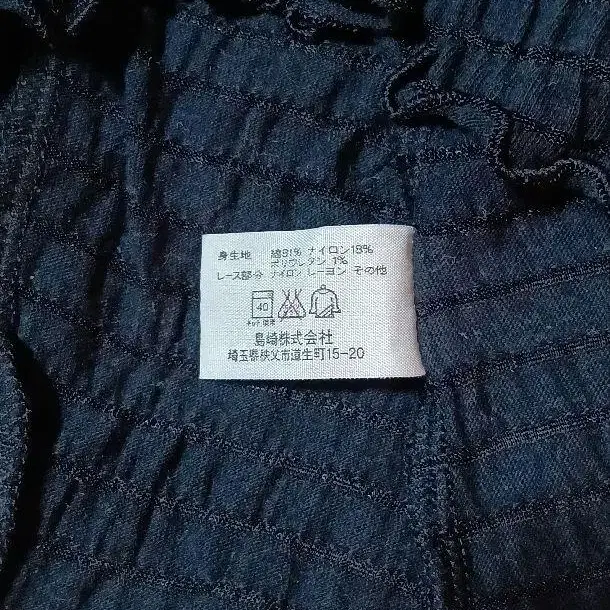 身生地 綿81% ナイロン18%
ポリウレタン 1%
レース部分 ナイロン レーヨン その他
40
島崎株式会社
埼玉県秩父市道生町15-20